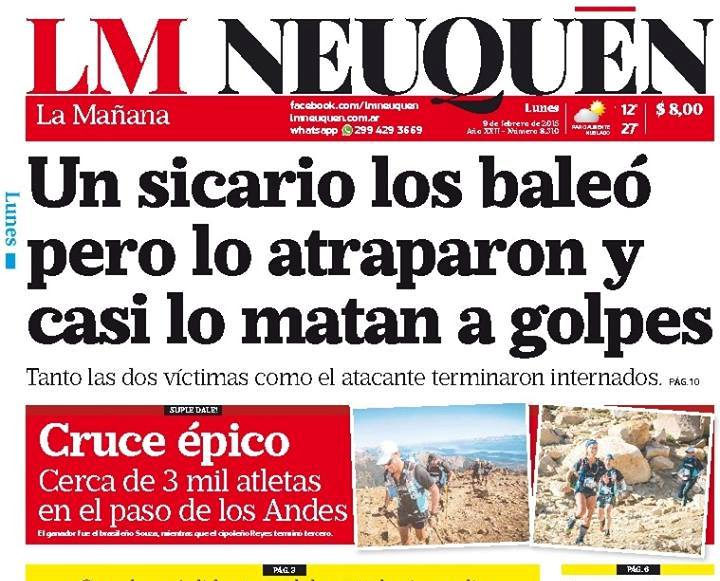 LM NEUQUĒN
La Mañana
facebook.com/lmneuquen
lmneuquen.com.ar
whatsapp 299 429 3669
Lunes
9 de febrero de 2015
Año XXII - Número 8.310
PARCIALMENTE
NUBLADO
12°
27°
$ 8,00
Lunes
Un sicario los baleó
pero lo atraparon y
casi lo matan a golpes
Tanto las dos víctimas como el atacante terminaron internados. PÁG.10
SUPLE DALE!
Cruce épico
Cerca de 3 mil atletas
en el paso de los Andes
El ganador fue el brasileño Souza, mientras que el cipoleño Reyes terminó tercero.
PÁG.3
PÁG.6